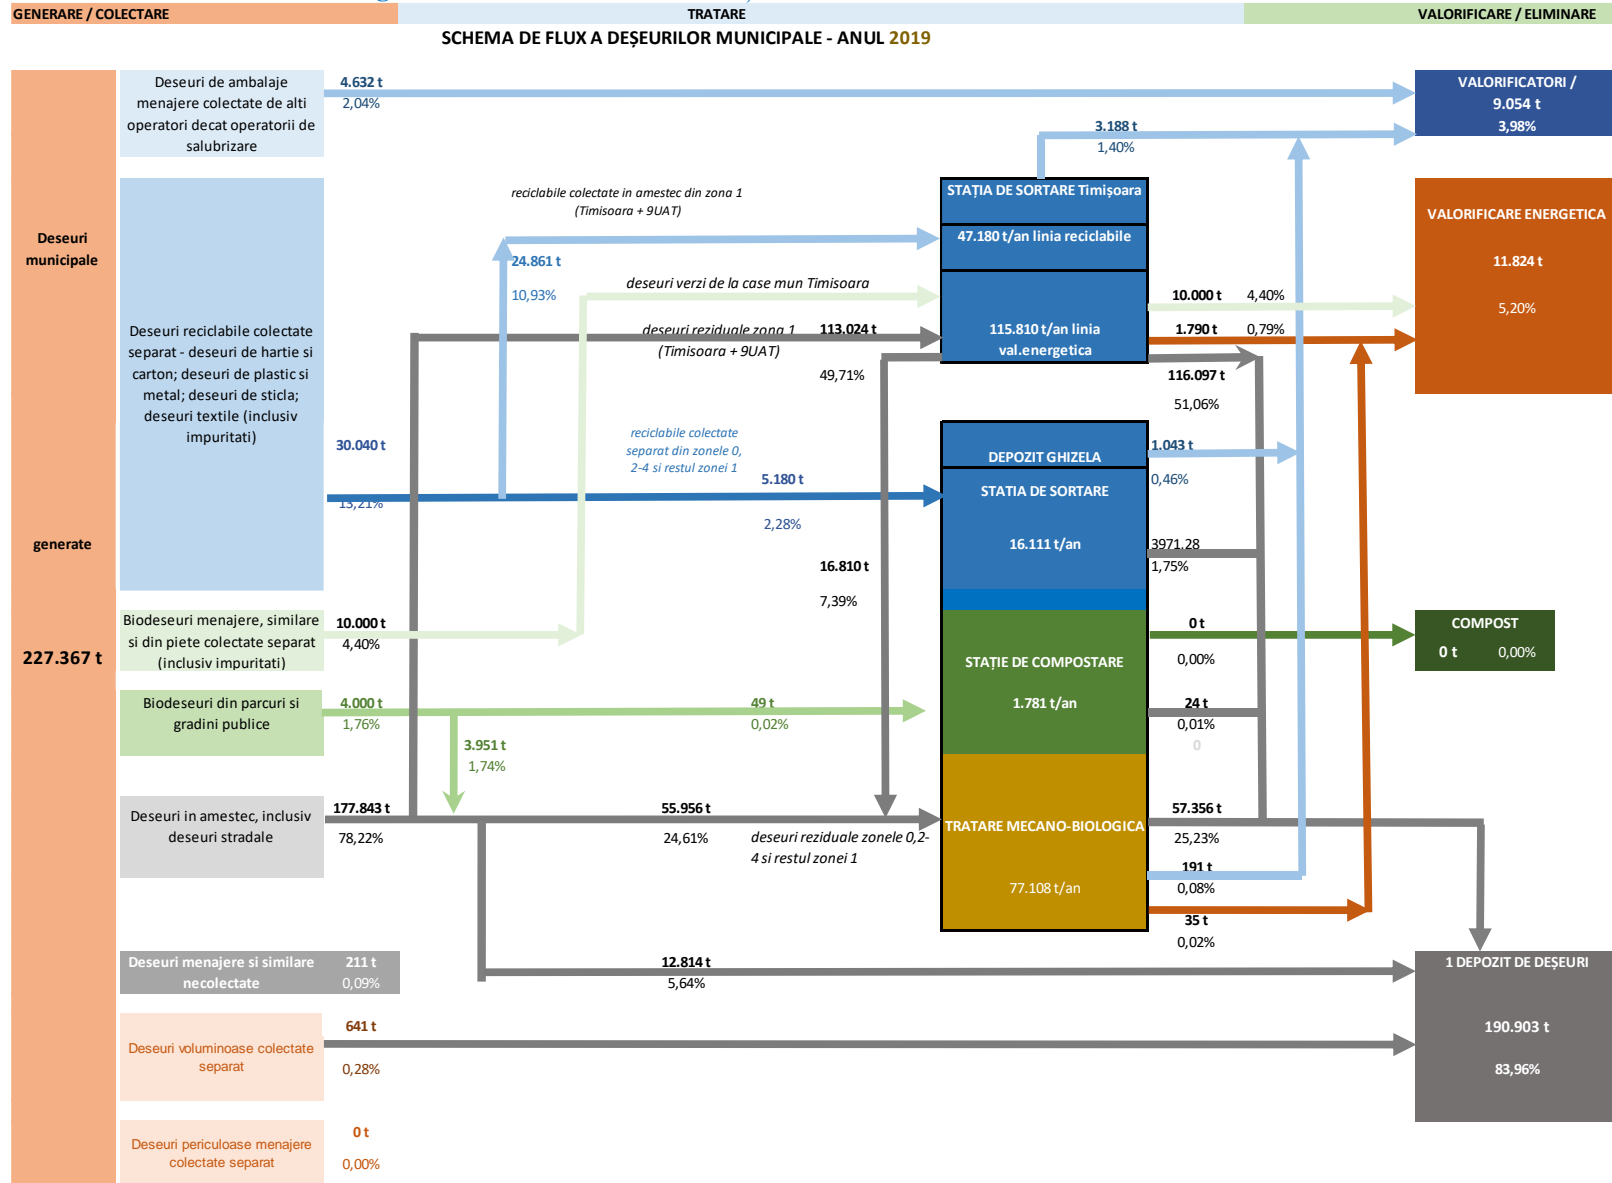 GENERARE / COLECTARE
TRATARE
VALORIFICARE / ELIMINARE
SCHEMA DE FLUX A DEȘEURILOR MUNICIPALE - ANUL 2019
Deseuri
municipale
generate
227.367 t
Deseuri de ambalaje
menajere colectate de alti
operatori decat operatorii de
salubrizare
4.632 t
2,04%
VALORIFICATORI /
9.054 t
3,98%
3.188 t
1,40%
Deseuri reciclabile colectate
separat - deseuri de hartie si
carton; deseuri de plastic si
metal; deseuri de sticla;
deseuri textile (inclusiv
impuritati)
30.040 t
13,21%
reciclabile colectate in amestec din zona 1
(Timisoara + 9UAT)
24.861 t
10,93%
STAȚIA DE SORTARE Timișoara
47.180 t/an linia reciclabile
115.810 t/an linia
val.energetica
VALORIFICARE ENERGETICA
11.824 t
5,20%
deseuri verzi de la case mun Timisoara
deseuri reziduale zona 1
(Timisoara + 9UAT)
113.024 t
49,71%
10.000 t
4,40%
1.790 t
0,79%
116.097 t
51,06%
reciclabile colectate
separat din zonele 0,
2-4 si restul zonei 1
5.180 t
2,28%
16.810 t
7,39%
DEPOZIT GHIZELA
STATIA DE SORTARE
16.111 t/an
1.043 t
0,46%
3971.28
1,75%
Biodeseuri menajere, similare
si din piete colectate separat
(inclusiv impuritati)
10.000 t
4,40%
STAȚIE DE COMPOSTARE
1.781 t/an
0 t
0,00%
COMPOST
0 t
0,00%
Biodeseuri din parcuri si
gradini publice
4.000 t
1,76%
49 t
0,02%
3.951 t
1,74%
24 t
0,01%
0
Deseuri in amestec, inclusiv
deseuri stradale
177.843 t
78,22%
55.956 t
24,61%
deseuri reziduale zonele 0,2-
4 si restul zonei 1
TRATARE MECANO-BIOLOGICA
77.108 t/an
57.356 t
25,23%
191 t
0,08%
35 t
0,02%
Deseuri menajere si similare
necolectate
211 t
0,09%
12.814 t
5,64%
1 DEPOZIT DE DEȘEURI
190.903 t
83,96%
Deseuri voluminoase colectate
separat
641 t
0,28%
Deseuri periculoase menajere
colectate separat
0 t
0,00%